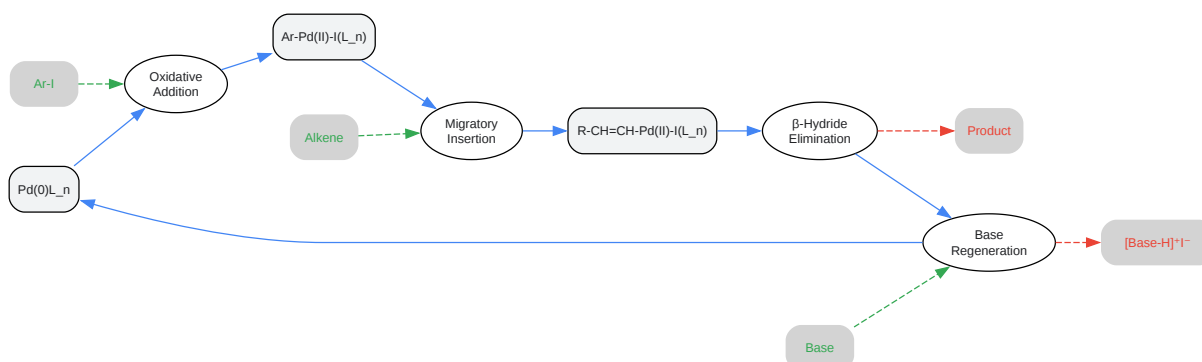 Ar-Pd(II)-I(L_n)
Ar-I
Oxidative
Addition
Alkene
Migratory
Insertion
R-CH=CH-Pd(II)-I(L_n)
β-Hydride
Elimination
Product
Pd(0)L_n
Base
Regeneration
[Base-H]⁺I⁻
Base